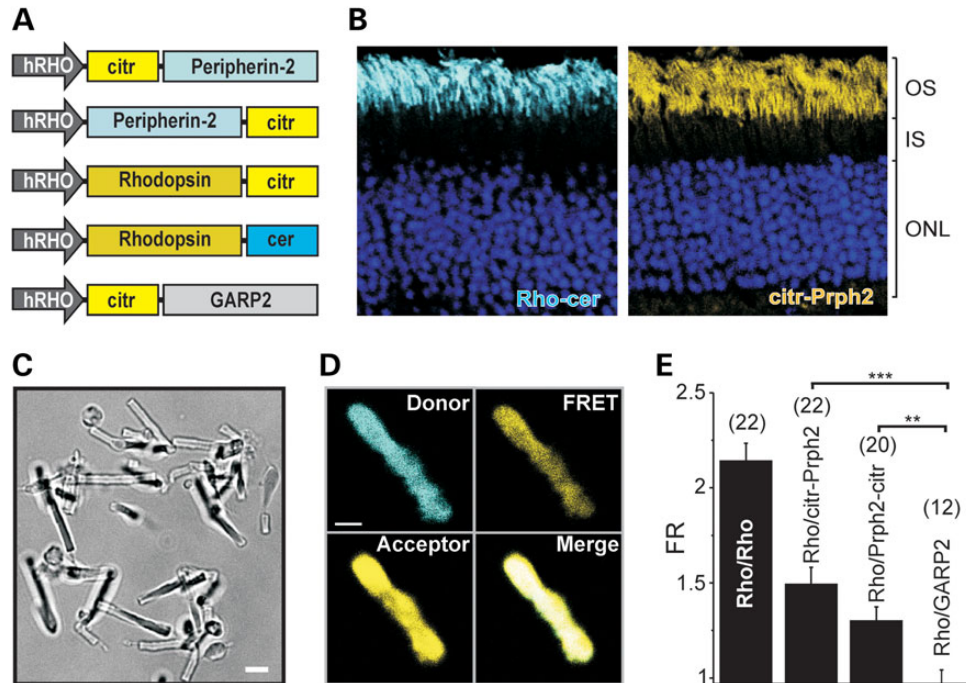 A
hRHO citr Peripherin-2
hRHO Peripherin-2 citr
hRHO Rhodopsin citr
hRHO Rhodopsin cer
hRHO citr GARP2
B
Rho-cer
citr-Prph2
OS
IS
ONL
C
D
Donor
FRET
Acceptor
Merge
E
***
**
2.5
2
1.5
1
FR
(22)
(22)
(20)
(12)
Rho/Rho
Rho/citr-Prph2
Rho/Prph2-citr
Rho/GARP2